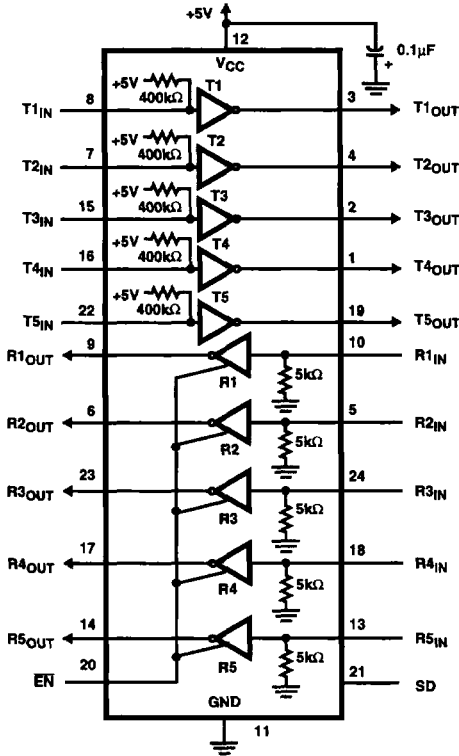 +5V
12
0.1μF
+
VCC
+5V 400kΩ T1
T1IN 8 3 T1OUT
+5V 400kΩ T2
T2IN 7 4 T2OUT
+5V 400kΩ T3
T3IN 15 2 T3OUT
+5V 400kΩ T4
T4IN 16 1 T4OUT
+5V 400kΩ T5
T5IN 22 19 T5OUT
R1OUT 9 10 R1IN
R1 5kΩ
R2OUT 6 5 R2IN
R2 5kΩ
R3OUT 23 24 R3IN
R3 5kΩ
R4OUT 17 18 R4IN
R4 5kΩ
R5OUT 14 13 R5IN
R5 5kΩ
E̅N̅ 20 21 SD
GND
11